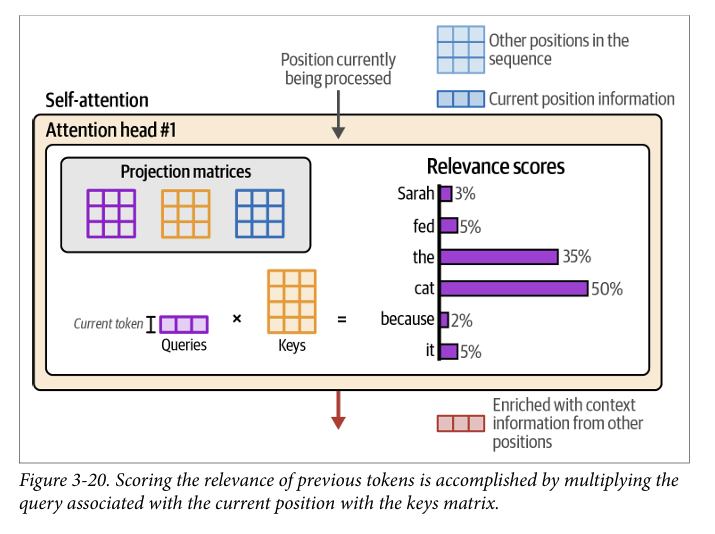 Other positions in the
sequence
Position currently
being processed
Current position information
Self-attention
Attention head #1
Projection matrices
Relevance scores
Sarah 3%
fed 5%
the 35%
cat 50%
because 2%
it 5%
Current token
×
=
Queries
Keys
Enriched with context
information from other
positions
Figure 3-20. Scoring the relevance of previous tokens is accomplished by multiplying the
query associated with the current position with the keys matrix.